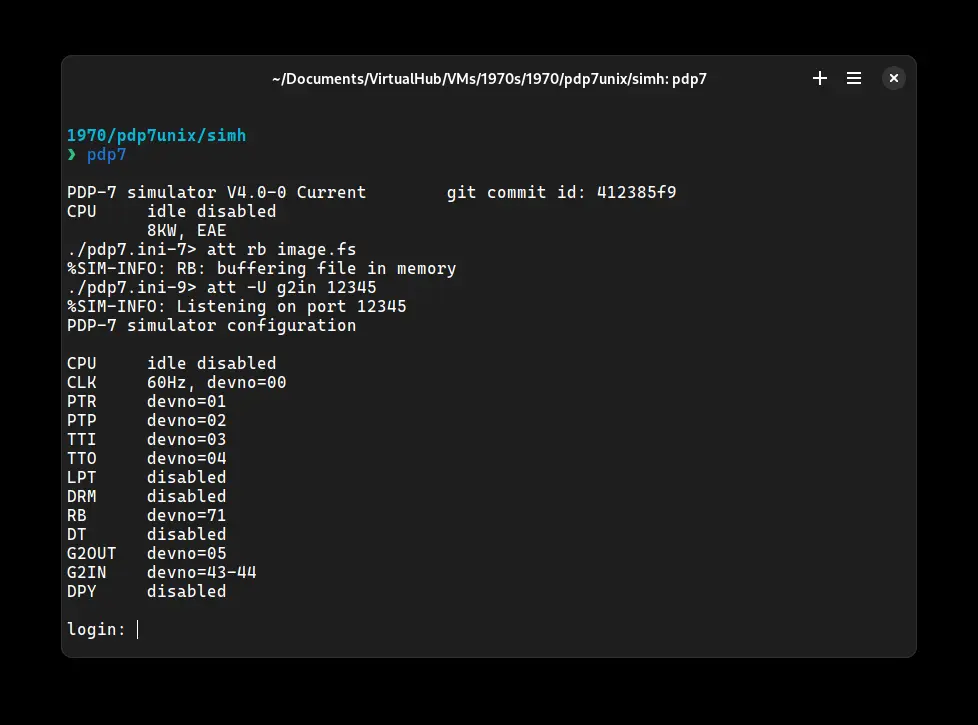 ~/Documents/VirtualHub/VMs/1970s/1970/pdp7unix/simh: pdp7
1970/pdp7unix/simh
❯ pdp7
PDP-7 simulator V4.0-0 Current        git commit id: 412385f9
CPU     idle disabled
        8KW, EAE
./pdp7.ini-7> att rb image.fs
%SIM-INFO: RB: buffering file in memory
./pdp7.ini-9> att -U g2in 12345
%SIM-INFO: Listening on port 12345
PDP-7 simulator configuration
CPU     idle disabled
CLK     60Hz, devno=00
PTR     devno=01
PTP     devno=02
TTI     devno=03
TTO     devno=04
LPT     disabled
DRM     disabled
RB      devno=71
DT      disabled
G2OUT   devno=05
G2IN    devno=43-44
DPY     disabled
login: